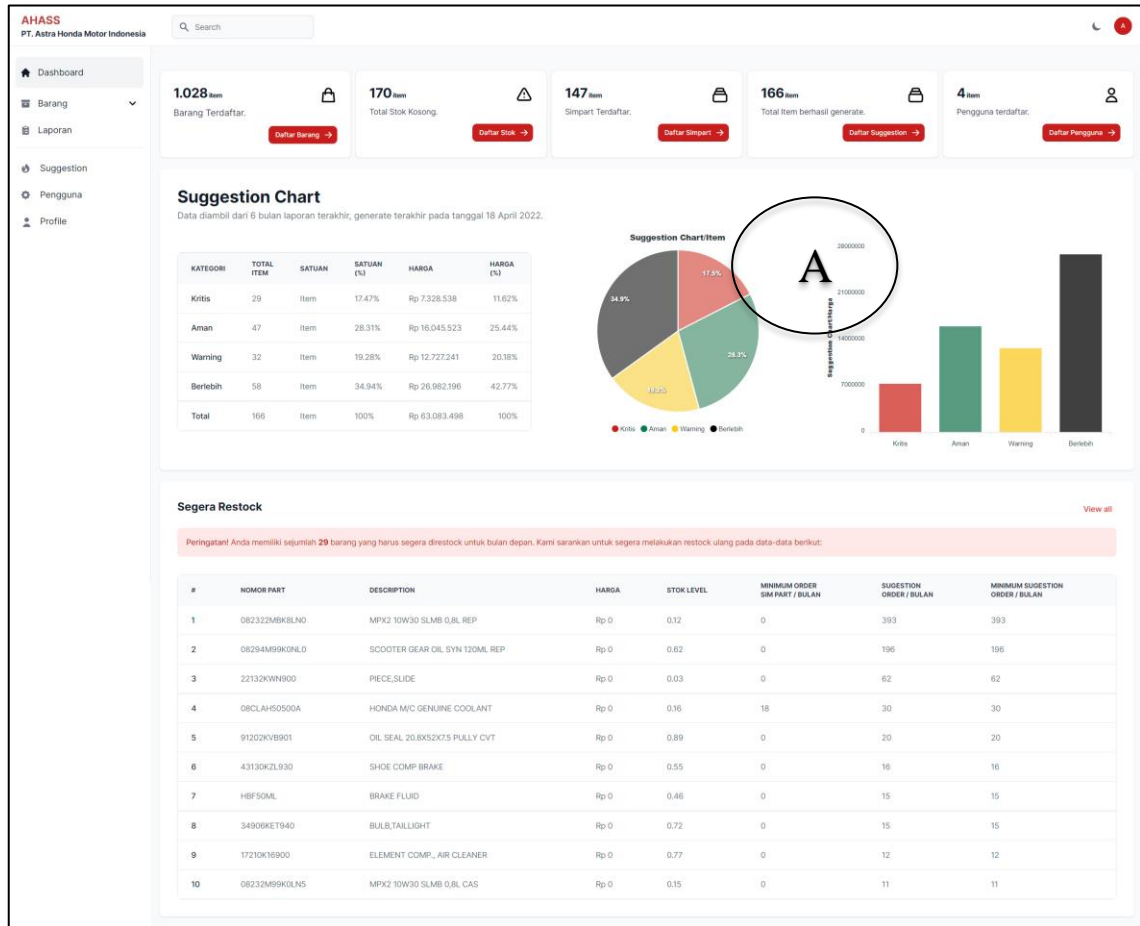 AHASS
PT. Astra Honda Motor Indonesia
Search
A
Dashboard
Barang
Laporan
Suggestion
Pengguna
Profile
1.028 item
Barang Terdaftar.
Daftar Barang →
170 item
Total Stok Kosong.
Daftar Stok →
147 item
Simpart Terdaftar.
Daftar Simpart →
166 item
Total Item berhasil generate.
Daftar Suggestion →
4 item
Pengguna terdaftar.
Daftar Pengguna →
Suggestion Chart
Data diambil dari 6 bulan laporan terakhir, generate terakhir pada tanggal 18 April 2022.
KATEGORI TOTAL ITEM SATUAN SATUAN (%) HARGA HARGA (%)
Kritis 29 Item 17.47% Rp 7.328.538 11.62%
Aman 47 Item 28.31% Rp 16.045.523 25.44%
Warning 32 Item 19.28% Rp 12.727.241 20.18%
Berlebih 58 Item 34.94% Rp 26.982.196 42.77%
Total 166 Item 100% Rp 63.083.498 100%
Suggestion Chart/Item
17.5%
34.9%
28.3%
19.3%
Kritis Aman Warning Berlebih
A
Suggestion Chart/Harga
28000000
21000000
14000000
7000000
0
Kritis Aman Warning Berlebih
Segera Restock
View all
Peringatan! Anda memiliki sejumlah 29 barang yang harus segera direstock untuk bulan depan. Kami sarankan untuk segera melakukan restock ulang pada data-data berikut:
# NOMOR PART DESCRIPTION HARGA STOK LEVEL MINIMUM ORDER SIM PART / BULAN SUGESTION ORDER / BULAN MINIMUM SUGESTION ORDER / BULAN
1 082322MBK8LN0 MPX2 10W30 SLMB 0,8L REP Rp 0 0.12 0 393 393
2 08294M99K0NL0 SCOOTER GEAR OIL SYN 120ML REP Rp 0 0.62 0 196 196
3 22132KWN900 PIECE,SLIDE Rp 0 0.03 0 62 62
4 08CLAH50500A HONDA M/C GENUINE COOLANT Rp 0 0.16 18 30 30
5 91202KVB901 OIL SEAL 20.8X52X7.5 PULLY CVT Rp 0 0.89 0 20 20
6 43130KZL930 SHOE COMP BRAKE Rp 0 0.55 0 16 16
7 HBF50ML BRAKE FLUID Rp 0 0.46 0 15 15
8 34906KET940 BULB,TAILLIGHT Rp 0 0.72 0 15 15
9 17210K16900 ELEMENT COMP., AIR CLEANER Rp 0 0.77 0 12 12
10 08232M99K0LN5 MPX2 10W30 SLMB 0,8L CAS Rp 0 0.15 0 11 11